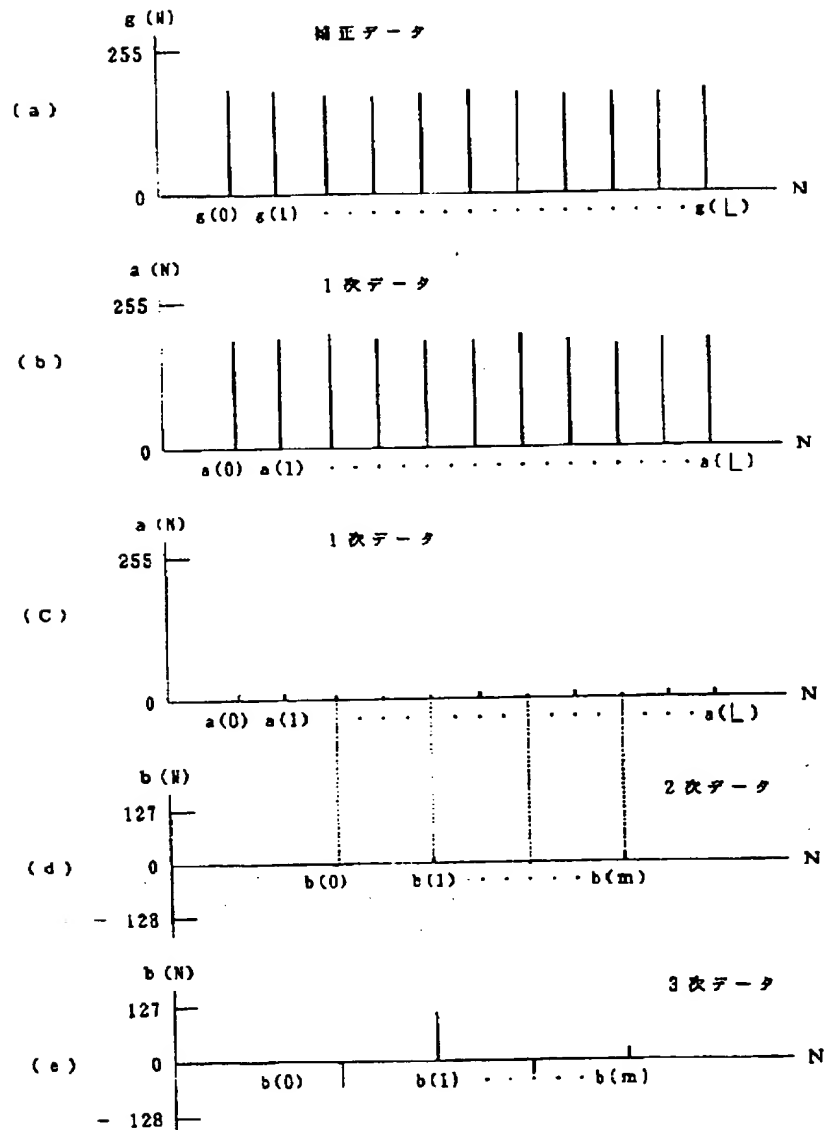 g (N)
補正データ
255
(a)
0
N
g(0) g(1) · · · · · · · · · · · · · · · · g(L)
a (N)
1次データ
255
(b)
0
N
a(0) a(1) · · · · · · · · · · · · · · · · a(L)
a (N)
1次データ
255
(C)
0
N
a(0) a(1) · · · · · · · · · · · · · · · a(L)
b (N)
2次データ
127
(d)
0
N
b(0) b(1) · · · · · · b(m)
- 128
b (N)
3次データ
127
(e)
0
N
b(0) b(1) · · · · · · b(m)
- 128